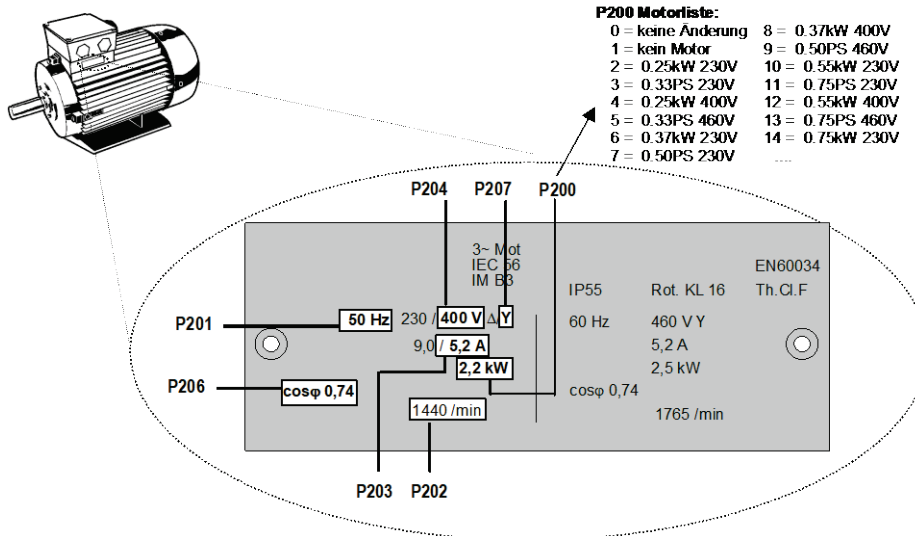 P200 Motorliste:
0 = keine Änderung 8 = 0.37kW 400V
1 = kein Motor 9 = 0.50PS 460V
2 = 0.25kW 230V 10 = 0.55kW 230V
3 = 0.33PS 230V 11 = 0.75PS 230V
4 = 0.25kW 400V 12 = 0.55kW 400V
5 = 0.33PS 460V 13 = 0.75PS 460V
6 = 0.37kW 230V 14 = 0.75kW 230V
7 = 0.50PS 230V ....
P204 P207 P200
3~ Mot
IEC 56
IM B3
EN60034
IP55 Rot. KL 16 Th.Cl.F
P201
50 Hz 230 / 400 V Δ/Y 60 Hz 460 V Y
9,0 / 5,2 A 5,2 A
2,2 kW 2,5 kW
P206
cosφ 0,74 cosφ 0,74
1440 /min 1765 /min
P203 P202